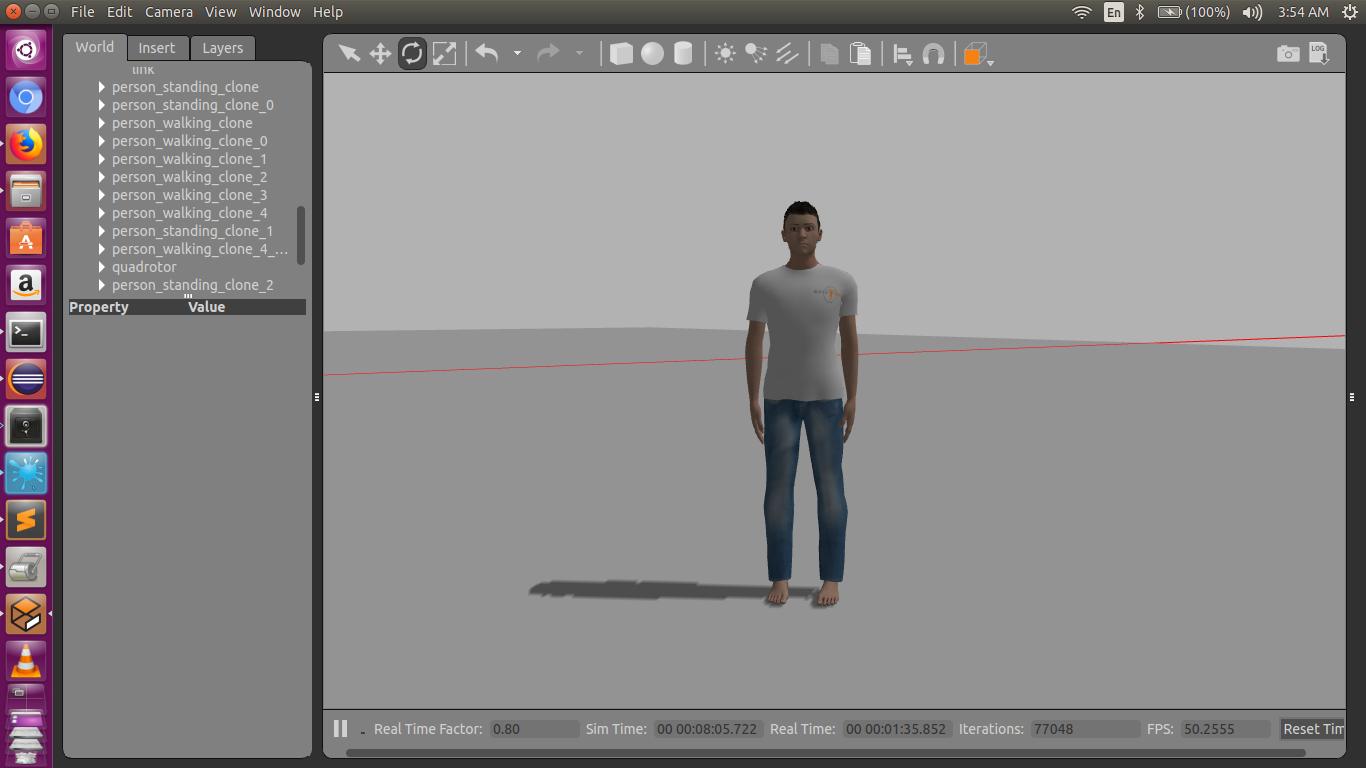 File Edit Camera View Window Help
En (100%) 3:54 AM
World Insert Layers
LOG
link
person_standing_clone
person_standing_clone_0
person_walking_clone
person_walking_clone_0
person_walking_clone_1
person_walking_clone_2
person_walking_clone_3
person_walking_clone_4
person_standing_clone_1
person_walking_clone_4_...
quadrotor
person_standing_clone_2
Property Value
Real Time Factor: 0.80 Sim Time: 00 00:08:05.722 Real Time: 00 00:01:35.852 Iterations: 77048 FPS: 50.2555 Reset Tim